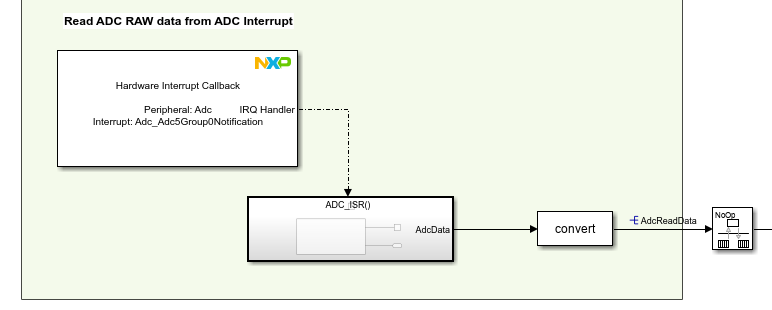 Read ADC RAW data from ADC Interrupt
NXP
Hardware Interrupt Callback
Peripheral: Adc
IRQ Handler
Interrupt: Adc_Adc5Group0Notification
ADC_ISR()
AdcData
convert
AdcReadData
NoOp